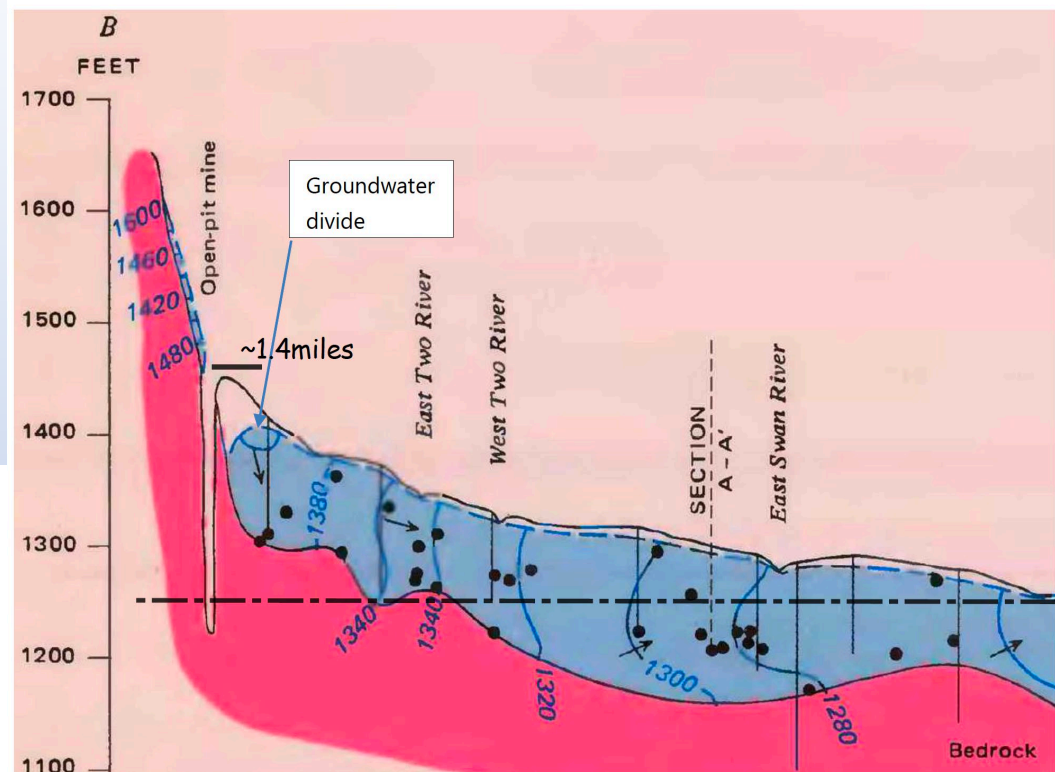 B
FEET
1700
1600
1500
1400
1300
1200
1100
1600
1460
1420
1480
Open-pit mine
Groundwater
divide
~1.4miles
East Two River
West Two River
SECTION
A-A'
East Swan River
1380
1340
1340
1320
1300
1280
Bedrock